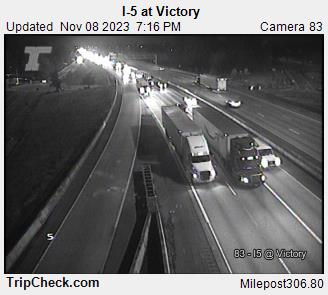 I-5 at Victory
Updated Nov 08 2023 7:16 PM Camera 83
T
S
83 - I5 @ Victory
TripCheck.com Milepost306.80